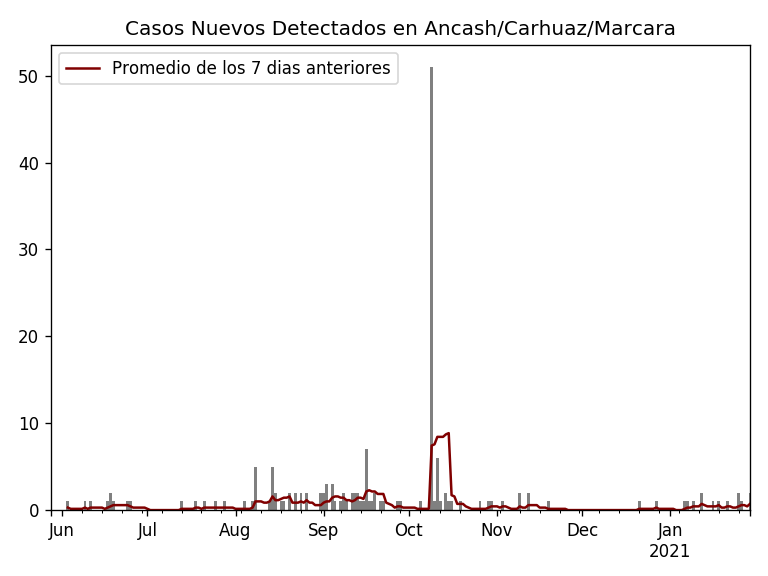 Casos Nuevos Detectados en Ancash/Carhuaz/Marcara
Promedio de los 7 dias anteriores
50
40
30
20
10
0
Jun Jul Aug Sep Oct Nov Dec Jan
2021